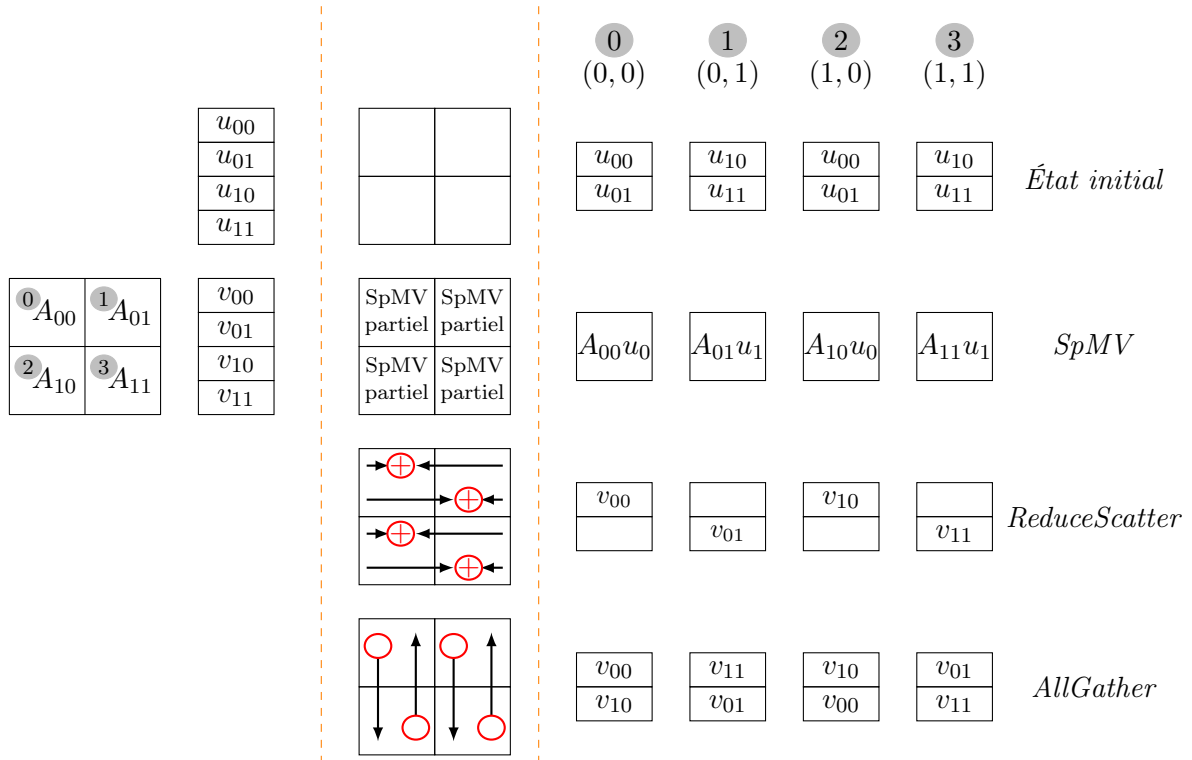 0 1 2 3
(0, 0) (0, 1) (1, 0) (1, 1)
u00
u01
u10
u11
u00 u10 u00 u10
u01 u11 u01 u11
État initial
0 A00 1 A01
2 A10 3 A11
v00
v01
v10
v11
SpMV SpMV
partiel partiel
SpMV SpMV
partiel partiel
A00u0 A01u1 A10u0 A11u1
SpMV
v00 v10
v01 v11
ReduceScatter
v00 v11 v10 v01
v10 v01 v00 v11
AllGather